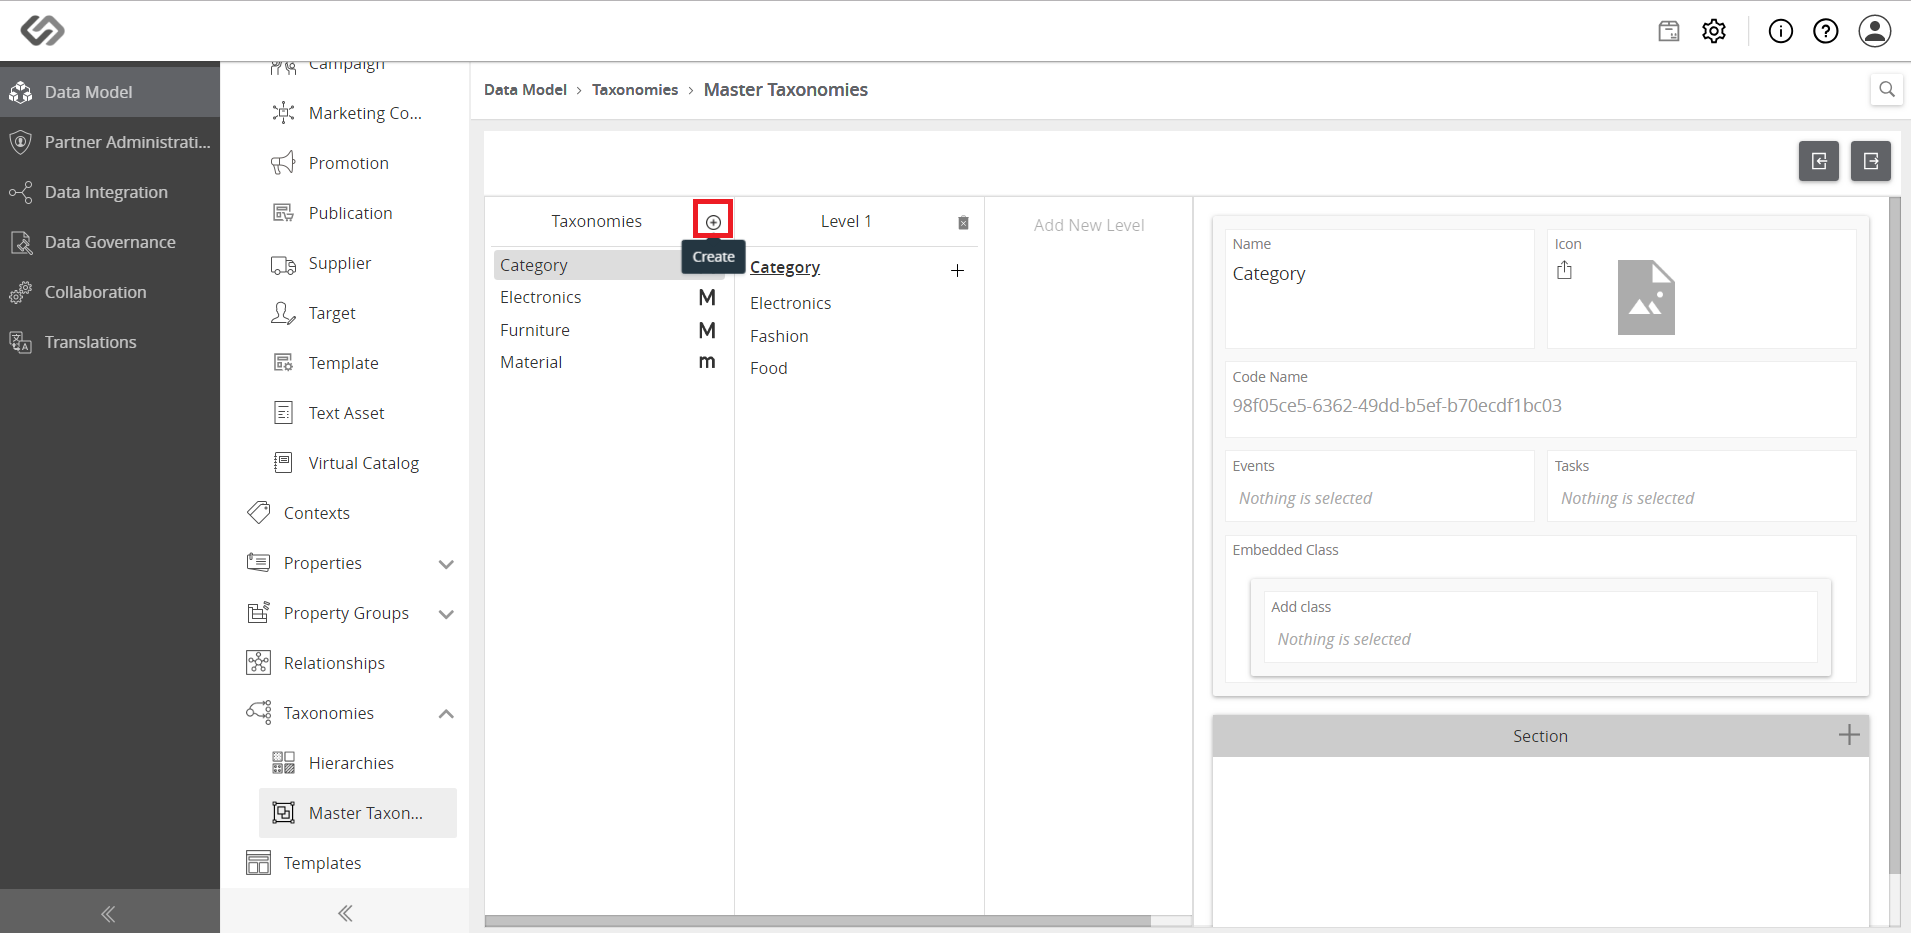 Data Model
Partner Administrati...
Data Integration
Data Governance
Collaboration
Translations
Campaign
Marketing Co...
Promotion
Publication
Supplier
Target
Template
Text Asset
Virtual Catalog
Contexts
Properties
Property Groups
Relationships
Taxonomies
Hierarchies
Master Taxon...
Templates
Data Model > Taxonomies > Master Taxonomies
Taxonomies
Create
Category
Electronics M
Furniture M
Material m
Level 1
Category
Electronics
Fashion
Food
Add New Level
Name
Category
Icon
Code Name
98f05ce5-6362-49dd-b5ef-b70ecdf1bc03
Events
Nothing is selected
Tasks
Nothing is selected
Embedded Class
Add class
Nothing is selected
Section